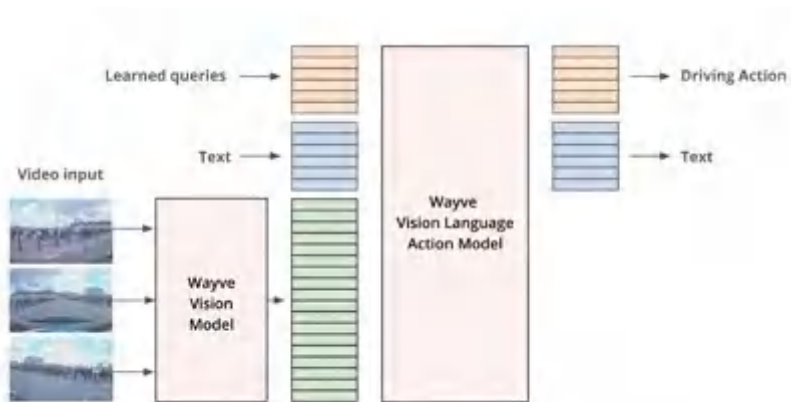 Learned queries
Driving Action
Text
Text
Video input
Wayve
Vision
Model
Wayve
Vision Language
Action Model